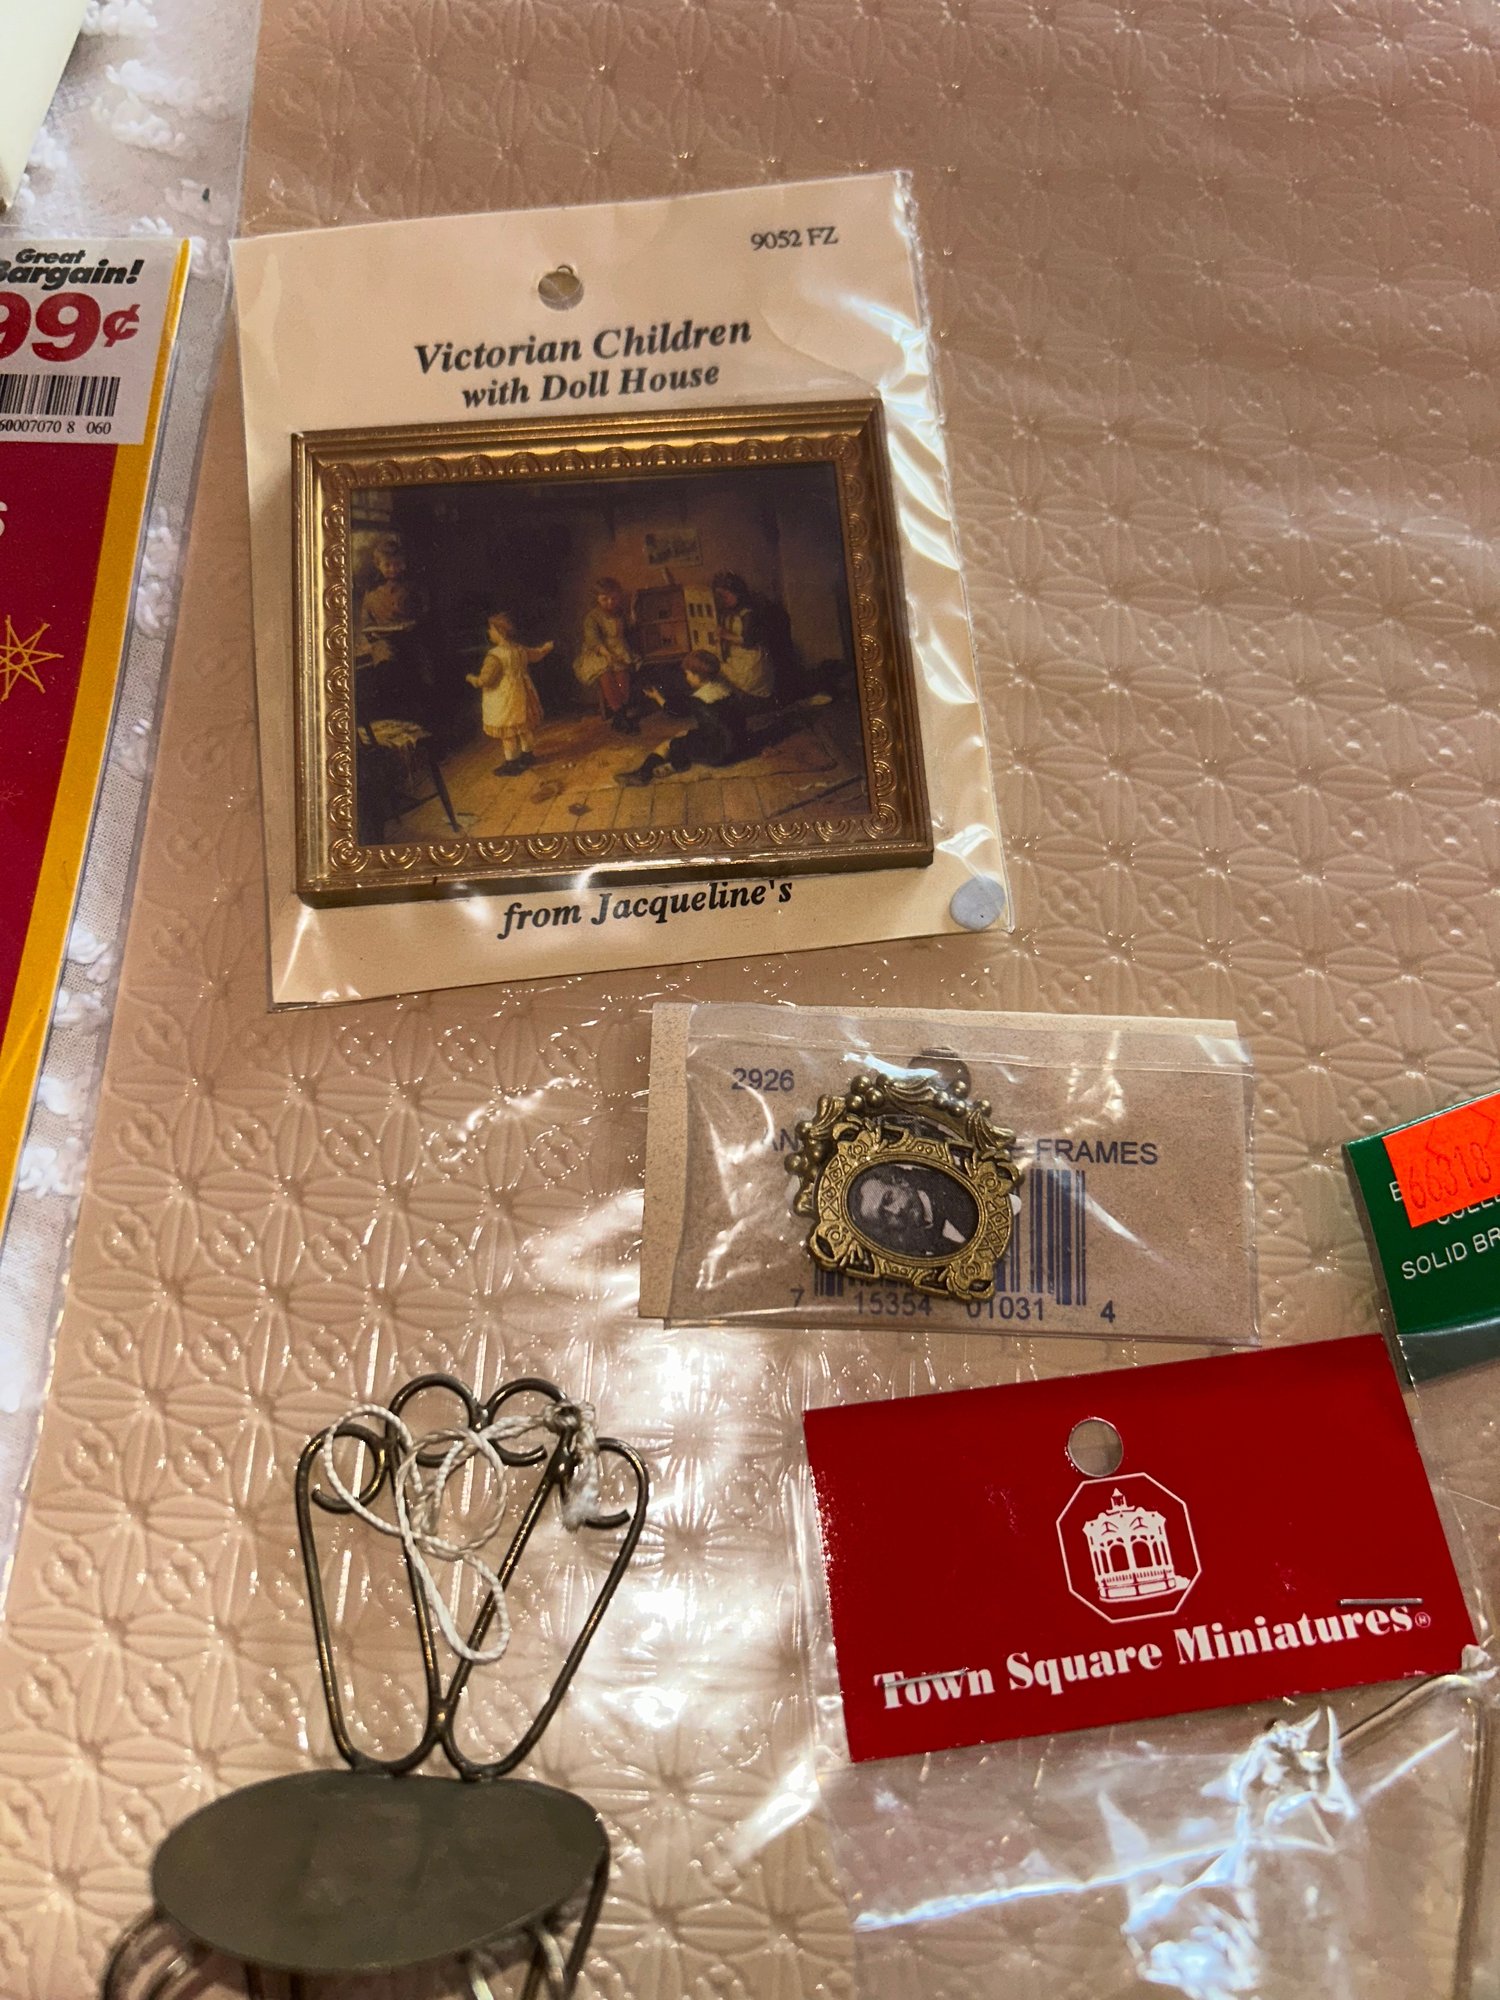 Great
Bargain!
99¢
60007070 8 060
9052 FZ
Victorian Children
with Doll House
from Jacqueline's
2926
FRAMES
7 15354 01031 4
66318
SOLID
Town Square Miniatures®